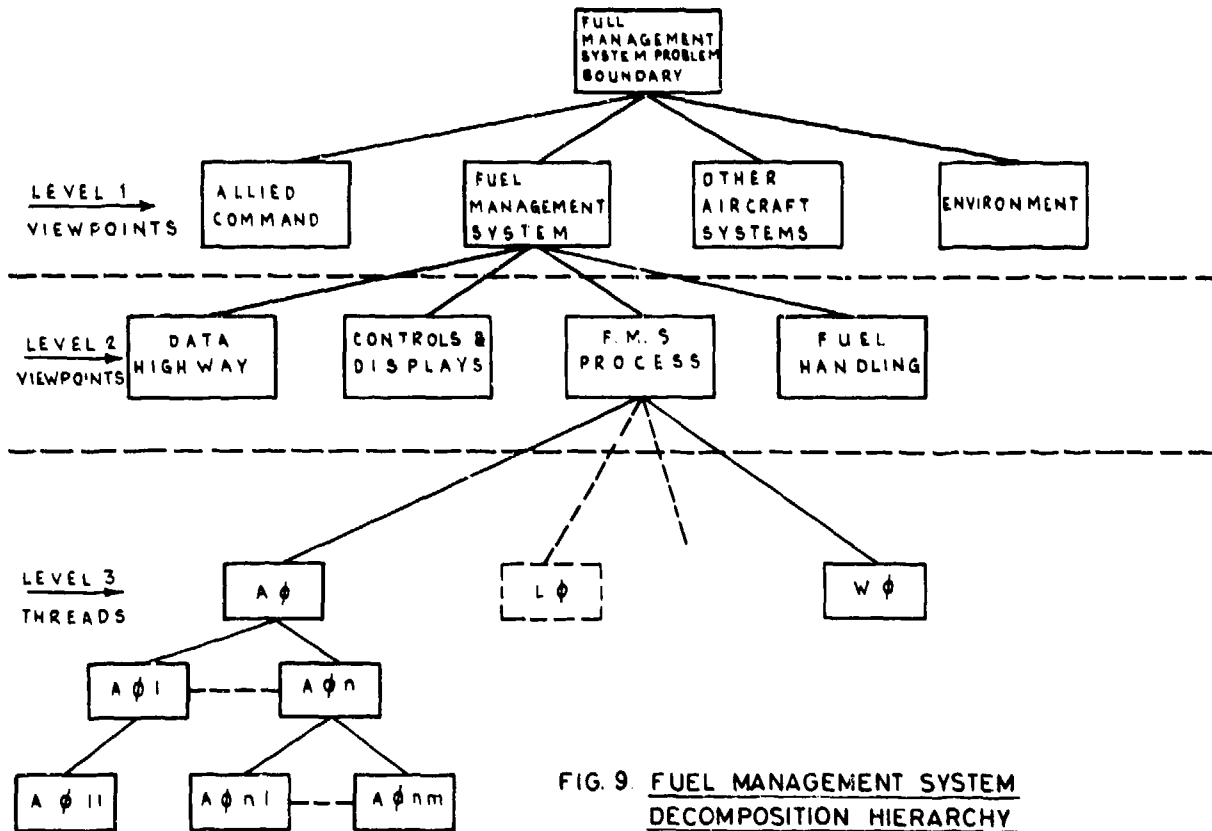 FULL
MANAGEMENT
SYSTEM PROBLEM
BOUNDARY
LEVEL 1
VIEWPOINTS
ALLIED
COMMAND
FUEL
MANAGEMENT
SYSTEM
OTHER
AIRCRAFT
SYSTEMS
ENVIRONMENT
LEVEL 2
VIEWPOINTS
DATA
HIGHWAY
CONTROLS &
DISPLAYS
F.M.S
PROCESS
FUEL
HANDLING
LEVEL 3
THREADS
Aϕ
Lϕ
Wϕ
Aϕ1
Aϕn
Aϕ11
Aϕn1
Aϕnm
FIG. 9. FUEL MANAGEMENT SYSTEM
DECOMPOSITION HIERARCHY